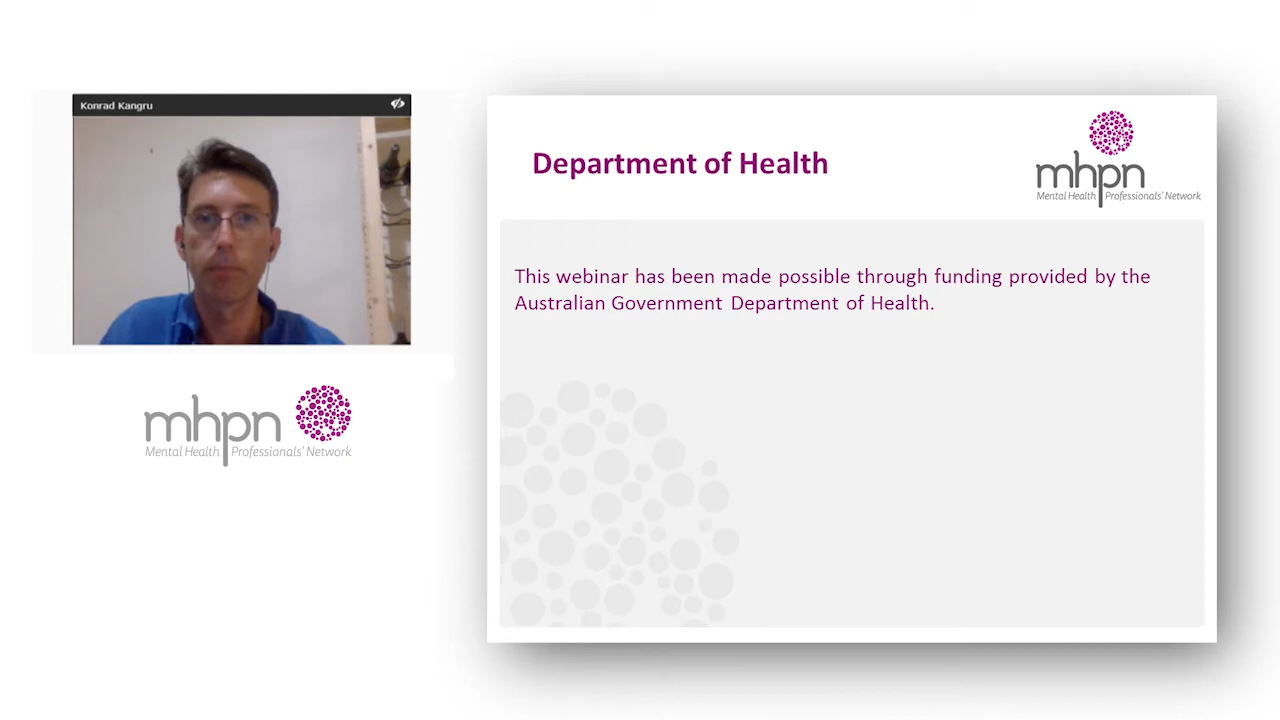 Konrad Kangru
mhpn
Mental Health Professionals' Network
Department of Health
mhpn
Mental Health Professionals' Network
This webinar has been made possible through funding provided by the
Australian Government Department of Health.